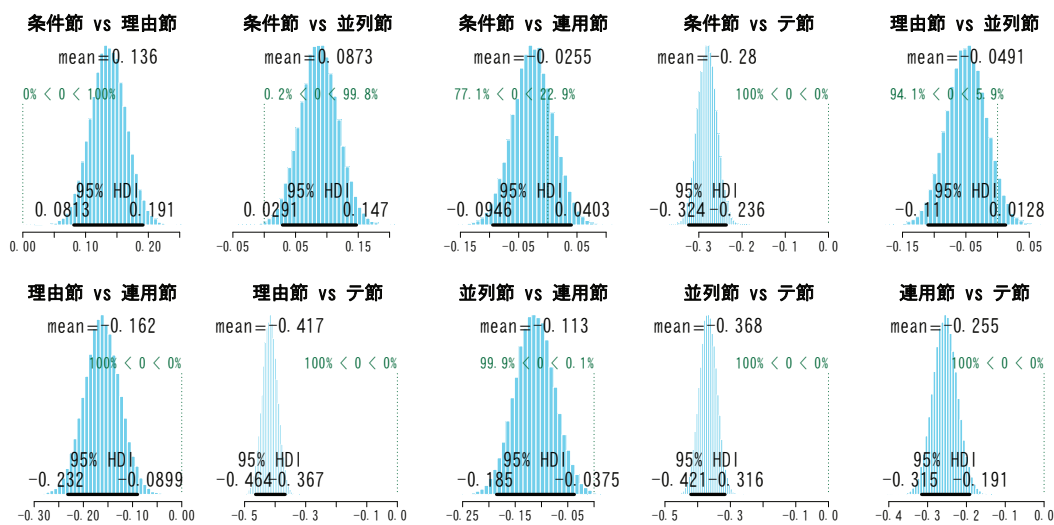 条件節 vs 理由節
mean=0.136
0% < 0 < 100%
95% HDI
0.0813 0.191
0.00 0.10 0.20
条件節 vs 並列節
mean=0.0873
0.2% < 0 < 99.8%
95% HDI
0.0291 0.147
-0.05 0.05 0.15
条件節 vs 連用節
mean=-0.0255
77.1% < 0 < 22.9%
95% HDI
-0.0946 0.0403
-0.15 -0.05 0.05
条件節 vs テ節
mean=-0.28
100% < 0 < 0%
95% HDI
-0.324 -0.236
-0.3 -0.2 -0.1 0.0
理由節 vs 並列節
mean=-0.0491
94.1% < 0 < 5.9%
95% HDI
-0.11 0.0128
-0.15 -0.05 0.05
理由節 vs 連用節
mean=-0.162
100% < 0 < 0%
95% HDI
-0.232 -0.0899
-0.30 -0.20 -0.10 0.00
理由節 vs テ節
mean=-0.417
100% < 0 < 0%
95% HDI
-0.464 -0.367
-0.5 -0.3 -0.1 0.0
並列節 vs 連用節
mean=-0.113
99.9% < 0 < 0.1%
95% HDI
-0.185 -0.0375
-0.25 -0.15 -0.05
並列節 vs テ節
mean=-0.368
100% < 0 < 0%
95% HDI
-0.421 -0.316
-0.5 -0.3 -0.1 0.0
連用節 vs テ節
mean=-0.255
100% < 0 < 0%
95% HDI
-0.315 -0.191
-0.4 -0.3 -0.2 -0.1 0.0